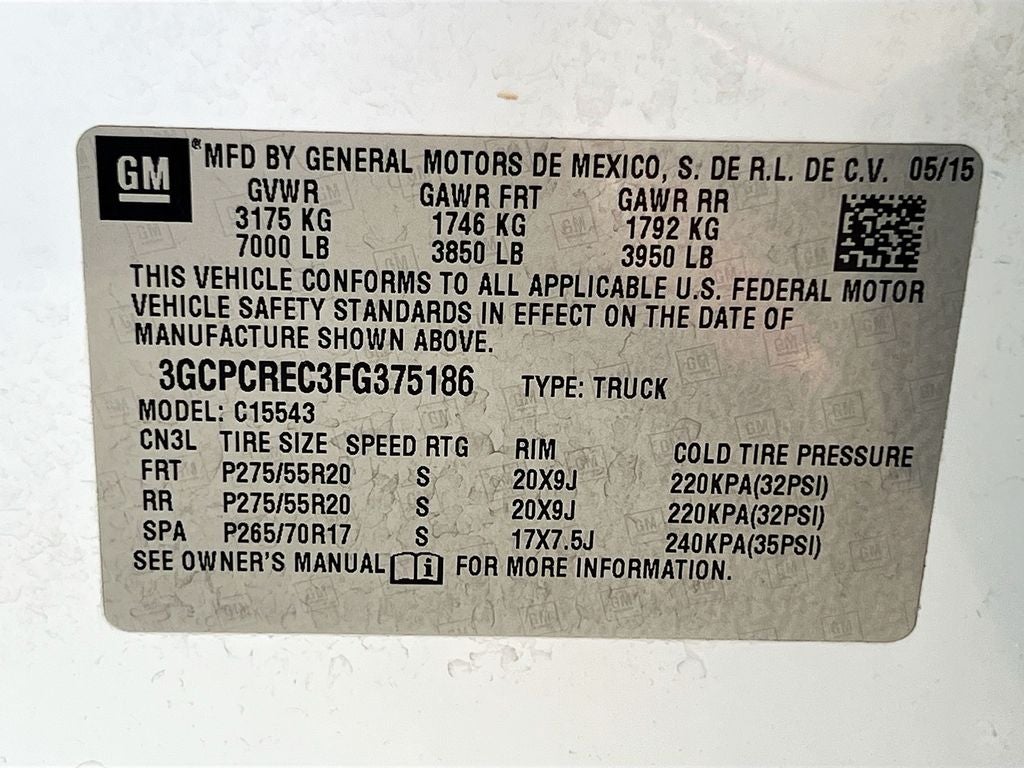 GM ® MFD BY GENERAL MOTORS DE MEXICO, S. DE R.L. DE C.V. 05/15
GVWR GAWR FRT GAWR RR
3175 KG 1746 KG 1792 KG
7000 LB 3850 LB 3950 LB
THIS VEHICLE CONFORMS TO ALL APPLICABLE U.S. FEDERAL MOTOR
VEHICLE SAFETY STANDARDS IN EFFECT ON THE DATE OF
MANUFACTURE SHOWN ABOVE.
3GCPCREC3FG375186 TYPE: TRUCK
MODEL: C15543
CN3L TIRE SIZE SPEED RTG RIM COLD TIRE PRESSURE
FRT P275/55R20 S 20X9J 220KPA(32PSI)
RR P275/55R20 S 20X9J 220KPA(32PSI)
SPA P265/70R17 S 17X7.5J 240KPA(35PSI)
SEE OWNER'S MANUAL i FOR MORE INFORMATION.